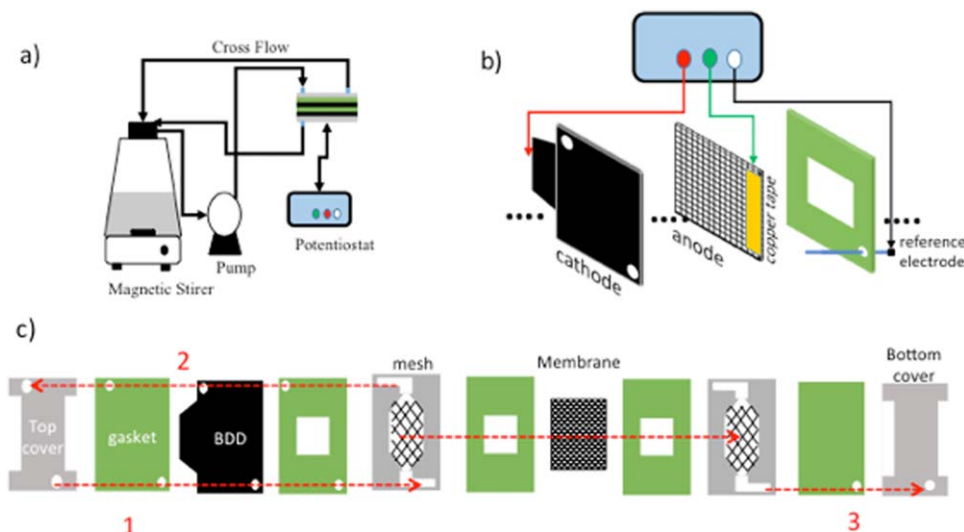 a)
Cross Flow
Potentiostat
Pump
Magnetic Stirer
b)
cathode
anode
copper tape
reference
electrode
c)
Top
cover
gasket
BDD
mesh
Membrane
Bottom
cover
1
2
3